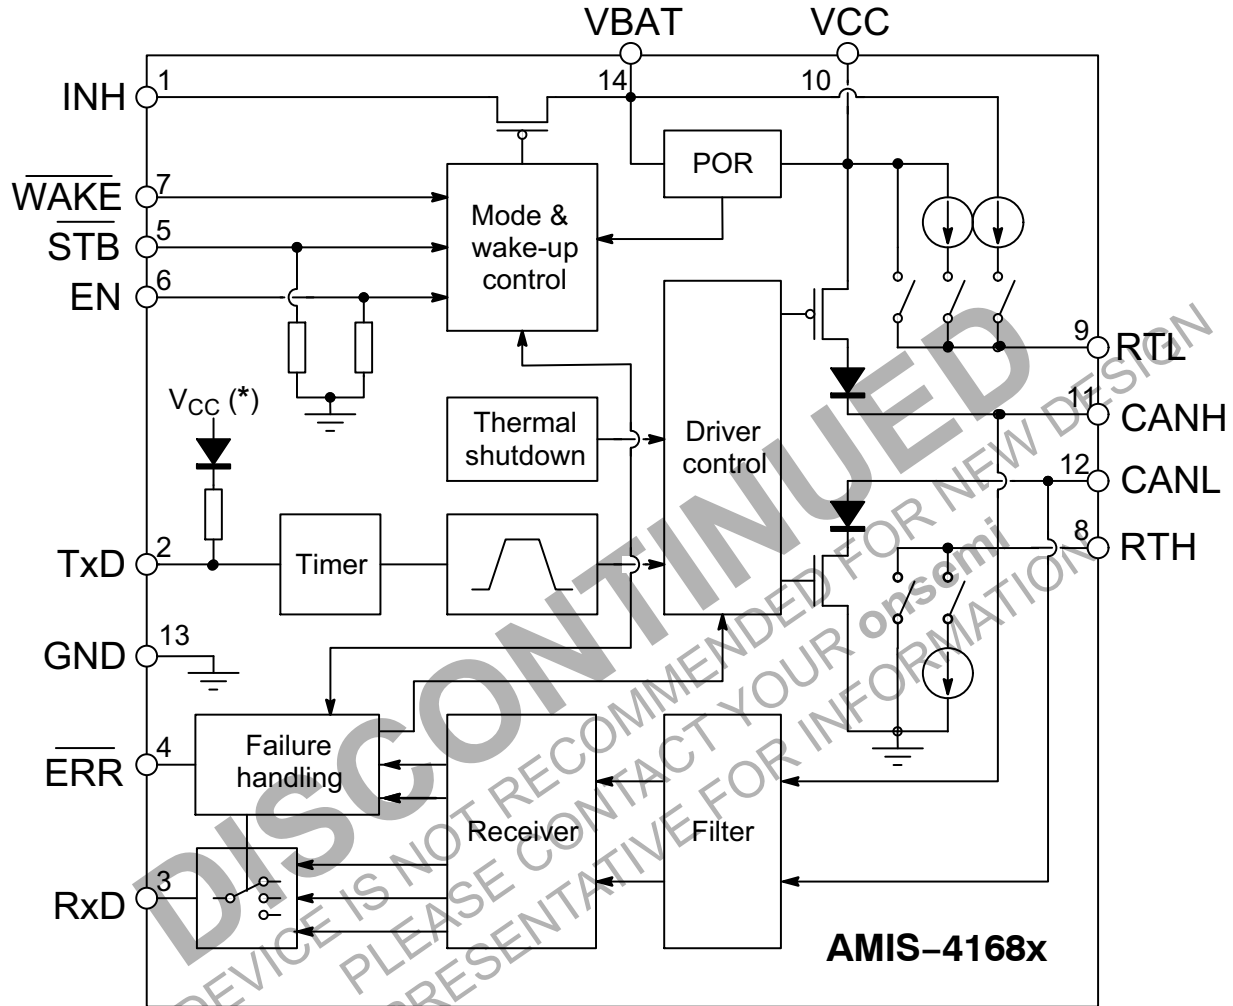 VBAT
VCC
INH
1
14
10
WAKE
7
POR
STB
5
Mode &
wake-up
control
EN
6
9
RTL
VCC (*)
11
CANH
Thermal
shutdown
Driver
control
12
CANL
TxD
2
Timer
8
RTH
GND
13
ERR
4
Failure
handling
Receiver
Filter
RxD
3
AMIS–4168x
DISCONTINUED
DEVICE IS NOT RECOMMENDED FOR NEW DESIGN
PLEASE CONTACT YOUR onsemi
PRESENTATIVE FOR INFORMATION